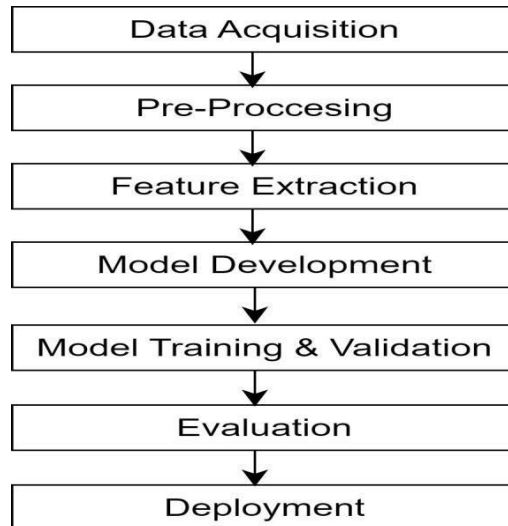 Data Acquisition
Pre-Proccesing
Feature Extraction
Model Development
Model Training & Validation
Evaluation
Deployment